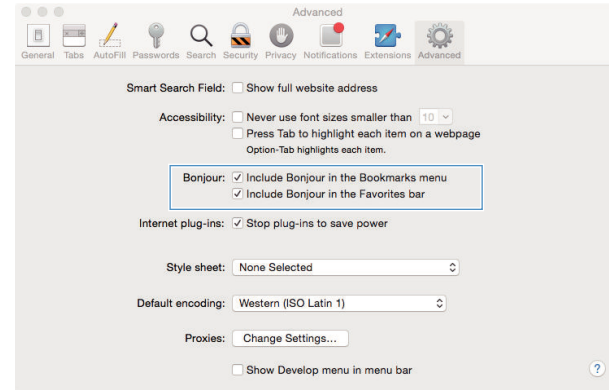 Advanced
General Tabs AutoFill Passwords Search Security Privacy Notifications Extensions Advanced
Smart Search Field: Show full website address
Accessibility: Never use font sizes smaller than 10
Press Tab to highlight each item on a webpage
Option-Tab highlights each item.
Bonjour: Include Bonjour in the Bookmarks menu
Include Bonjour in the Favorites bar
Internet plug-ins: Stop plug-ins to save power
Style sheet: None Selected
Default encoding: Western (ISO Latin 1)
Proxies: Change Settings...
Show Develop menu in menu bar
?